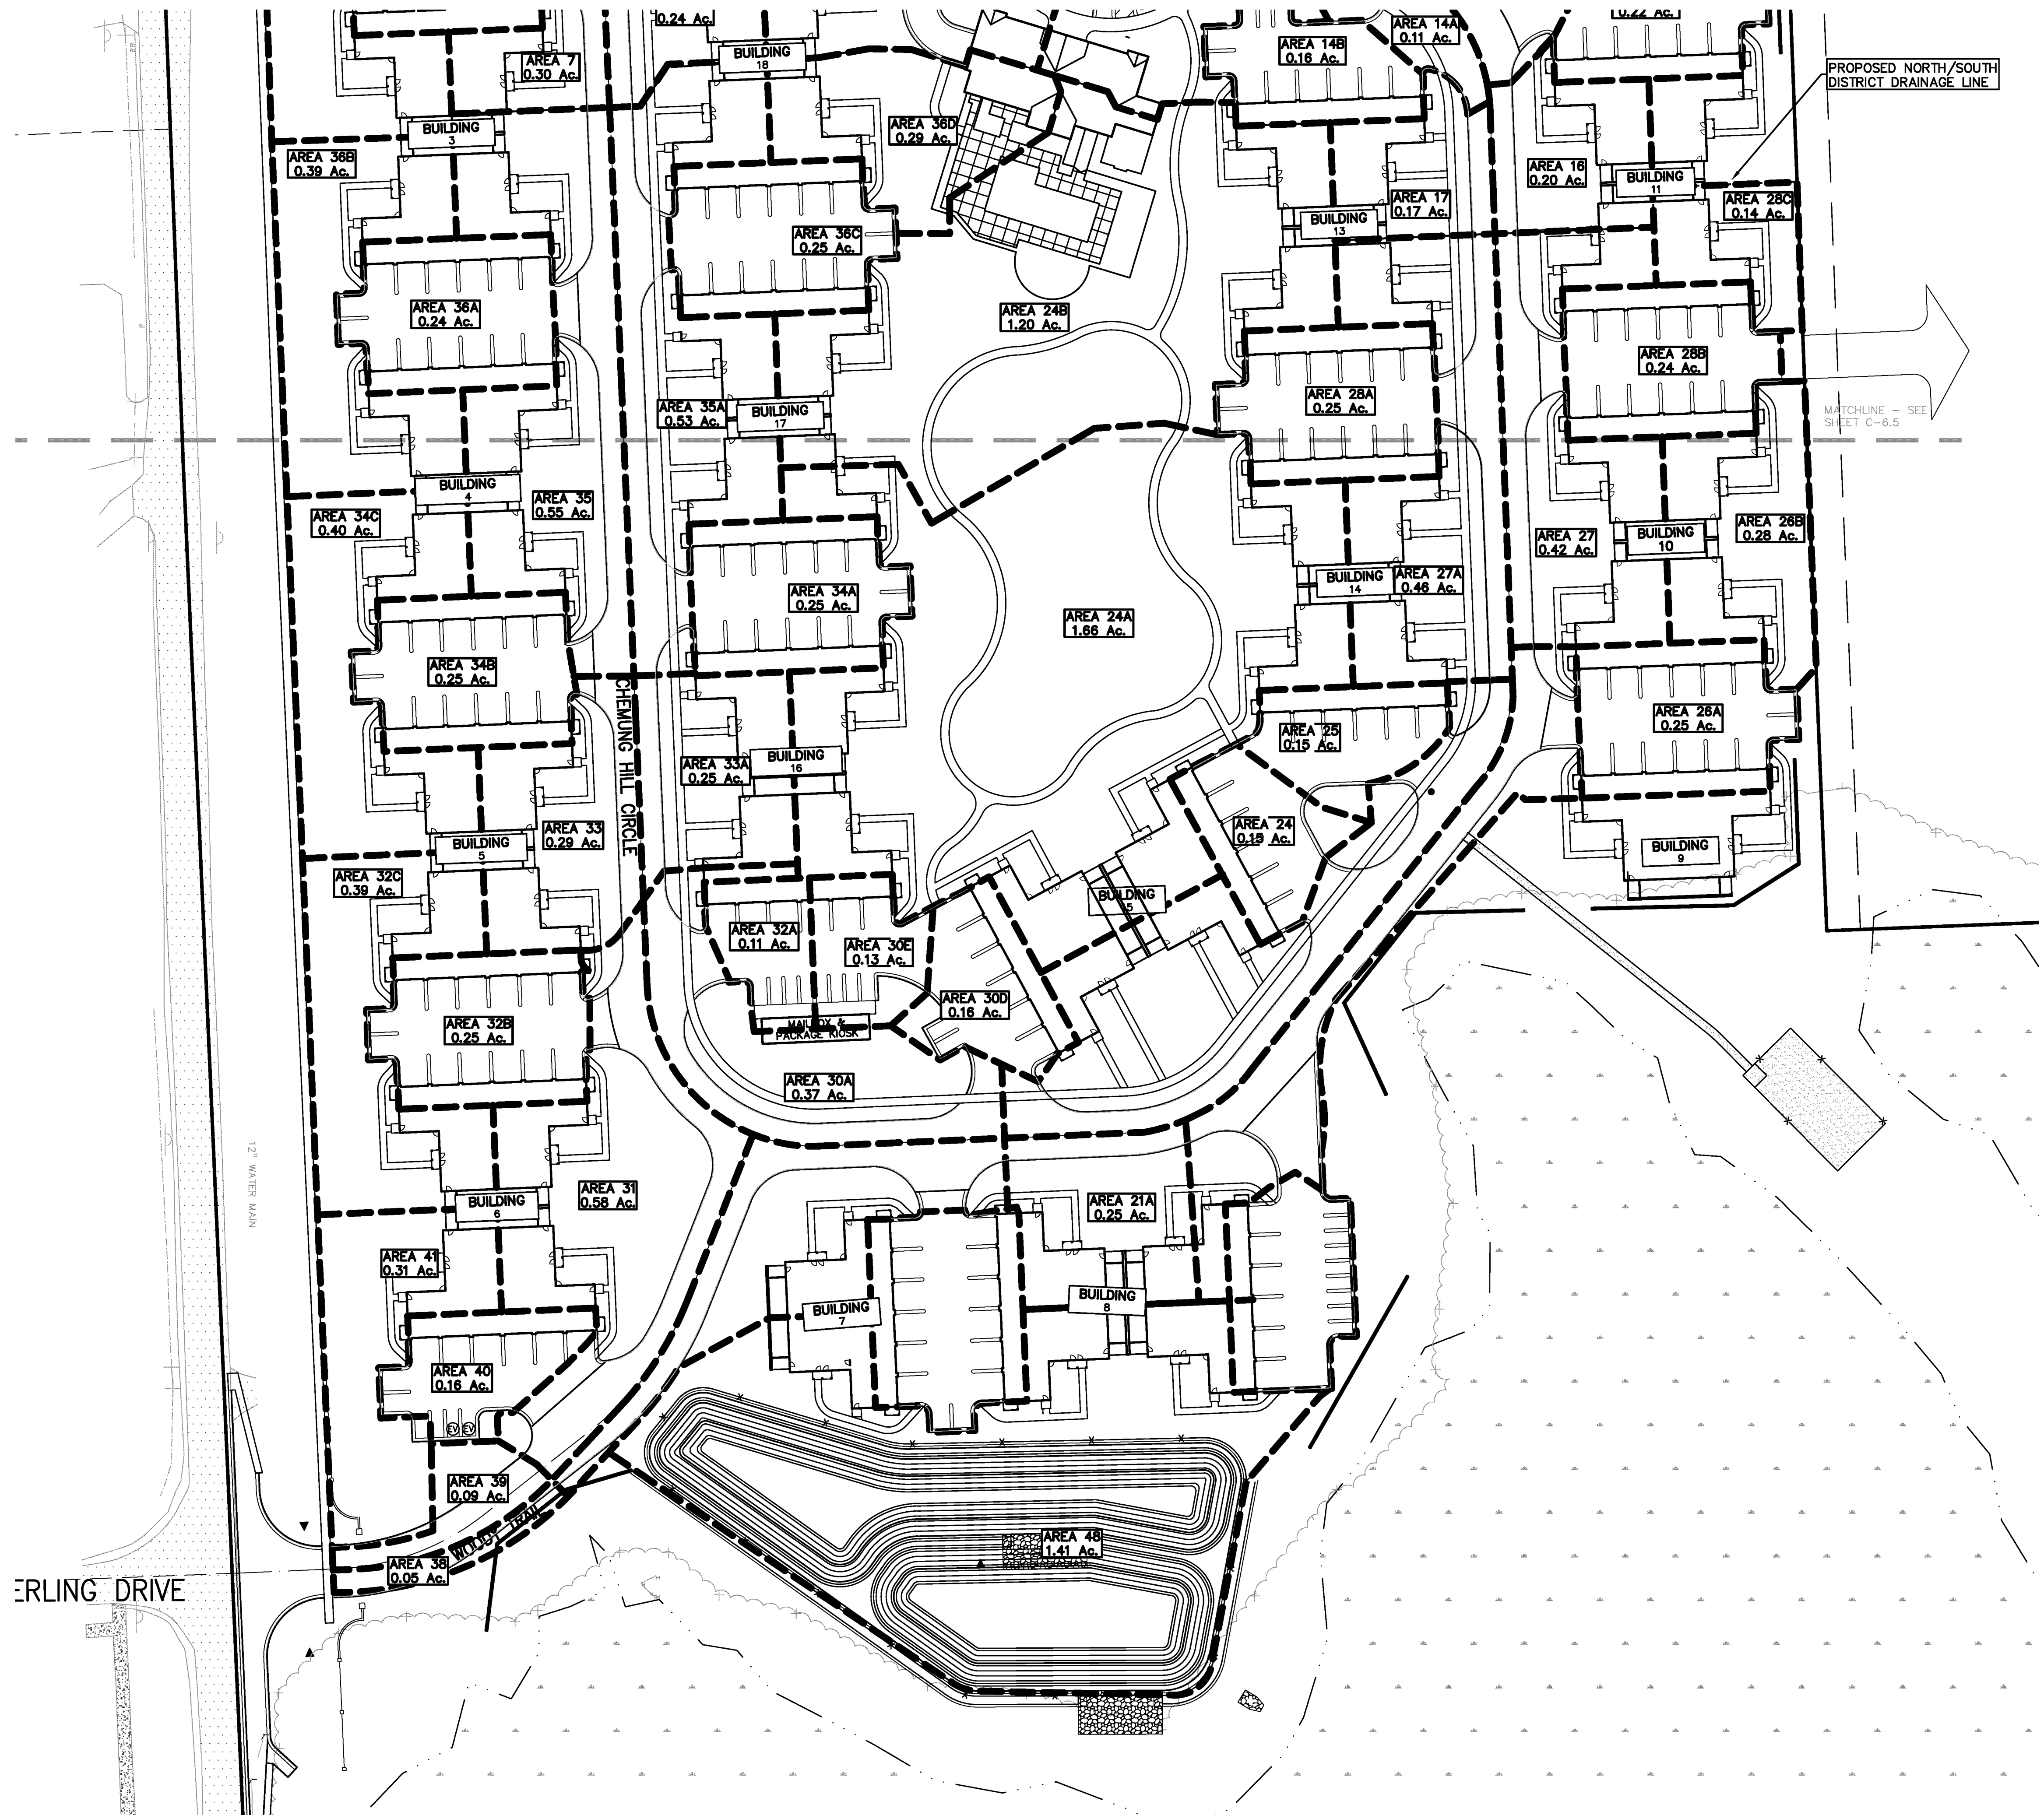 0.24 Ac.
AREA 14A
0.11 Ac.
0.22 Ac.
AREA 7
0.30 Ac.
BUILDING
18
AREA 14B
0.16 Ac.
PROPOSED NORTH/SOUTH
DISTRICT DRAINAGE LINE
BUILDING
3
AREA 36D
0.29 Ac.
AREA 36B
0.39 Ac.
AREA 16
0.20 Ac.
BUILDING
11
AREA 28C
0.14 Ac.
AREA 17
0.17 Ac.
BUILDING
13
AREA 36C
0.25 Ac.
AREA 36A
0.24 Ac.
AREA 24B
1.20 Ac.
AREA 28B
0.24 Ac.
AREA 28A
0.25 Ac.
AREA 35A
0.53 Ac.
BUILDING
17
MATCHLINE - SEE
SHEET C-6.5
BUILDING
4
AREA 35
0.55 Ac.
AREA 34C
0.40 Ac.
AREA 27
0.42 Ac.
BUILDING
10
AREA 26B
0.28 Ac.
BUILDING
14
AREA 27A
0.46 Ac.
AREA 34A
0.25 Ac.
AREA 24A
1.66 Ac.
AREA 34B
0.25 Ac.
CHEMUNG HILL CIRCLE
AREA 26A
0.25 Ac.
AREA 25
0.15 Ac.
AREA 33A
0.25 Ac.
BUILDING
16
AREA 33
0.29 Ac.
BUILDING
5
AREA 24
0.15 Ac.
BUILDING
9
AREA 32C
0.39 Ac.
BUILDING
15
AREA 32A
0.11 Ac.
AREA 30E
0.13 Ac.
AREA 30D
0.16 Ac.
AREA 32B
0.25 Ac.
MAILBOX &
PACKAGE KIOSK
AREA 30A
0.37 Ac.
12" WATER MAIN
AREA 31
0.58 Ac.
BUILDING
6
AREA 21A
0.25 Ac.
AREA 41
0.31 Ac.
BUILDING
7
BUILDING
8
AREA 40
0.16 Ac.
EV
EV
AREA 39
0.09 Ac.
WOODY TRAIL
AREA 48
1.41 Ac.
AREA 38
0.05 Ac.
ERLING DRIVE